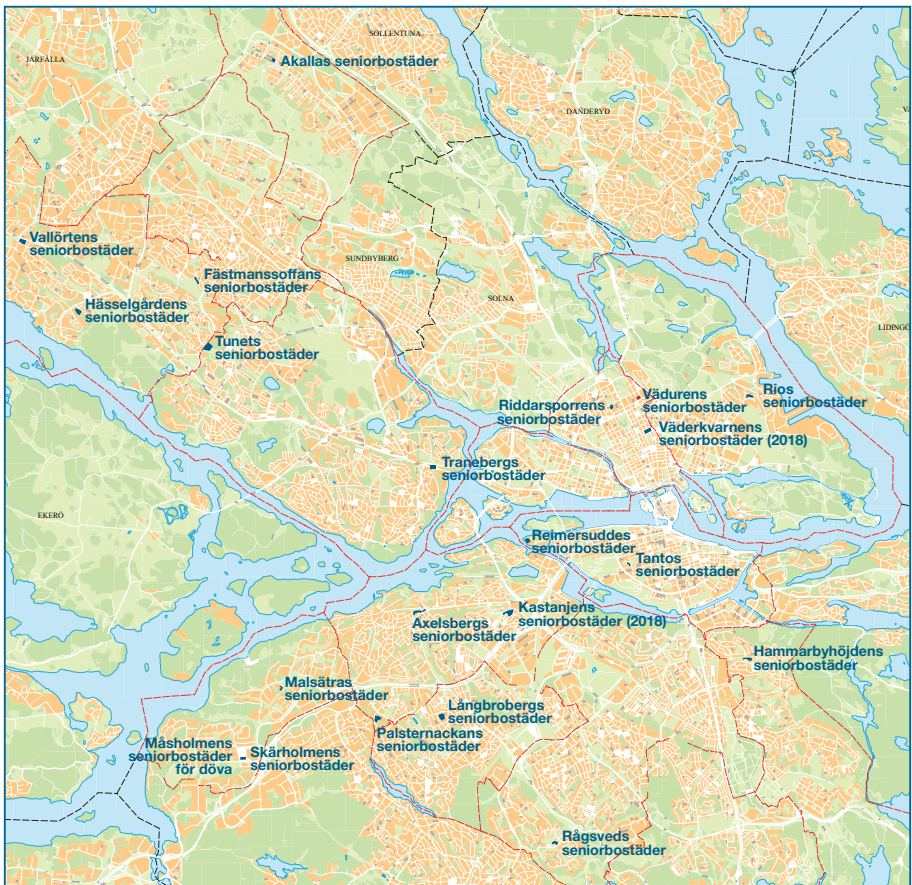 SOLLENTUNA
JÄRFÄLLA
Akallas seniorbostäder
DANDERYD
Vallörtens
seniorbostäder
SUNDBYBERG
Fästmanssoffans
seniorbostäder
SOLNA
Hässelgårdens
seniorbostäder
LIDINGÖ
Tunets
seniorbostäder
Riddarsporrens
seniorbostäder
Vädurens
seniorbostäder
Rios
seniorbostäder
Väderkvarnens
seniorbostäder (2018)
Tranebergs
seniorbostäder
EKERÖ
Reimersuddes
seniorbostäder
Tantos
seniorbostäder
Axelsbergs
seniorbostäder
Kastanjens
seniorbostäder (2018)
Hammarbyhöjdens
seniorbostäder
Malsätras
seniorbostäder
Långbrobergs
seniorbostäder
Palsternackans
seniorbostäder
Måsholmens
seniorbostäder
för döva
Skärholmens
seniorbostäder
Rågsveds
seniorbostäder